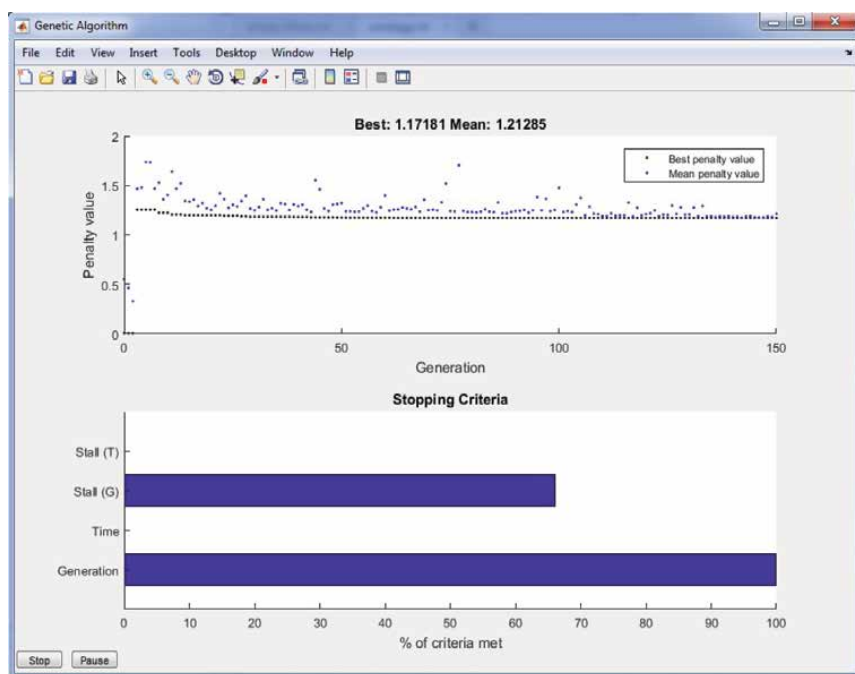 Genetic Algorithm
File Edit View Insert Tools Desktop Window Help
Best: 1.17181 Mean: 1.21285
Best penalty value
Mean penalty value
Penalty value
2
1.5
1
0.5
0
0 50 100 150
Generation
Stopping Criteria
Stall (T)
Stall (G)
Time
Generation
0 10 20 30 40 50 60 70 80 90 100
% of criteria met
Stop Pause